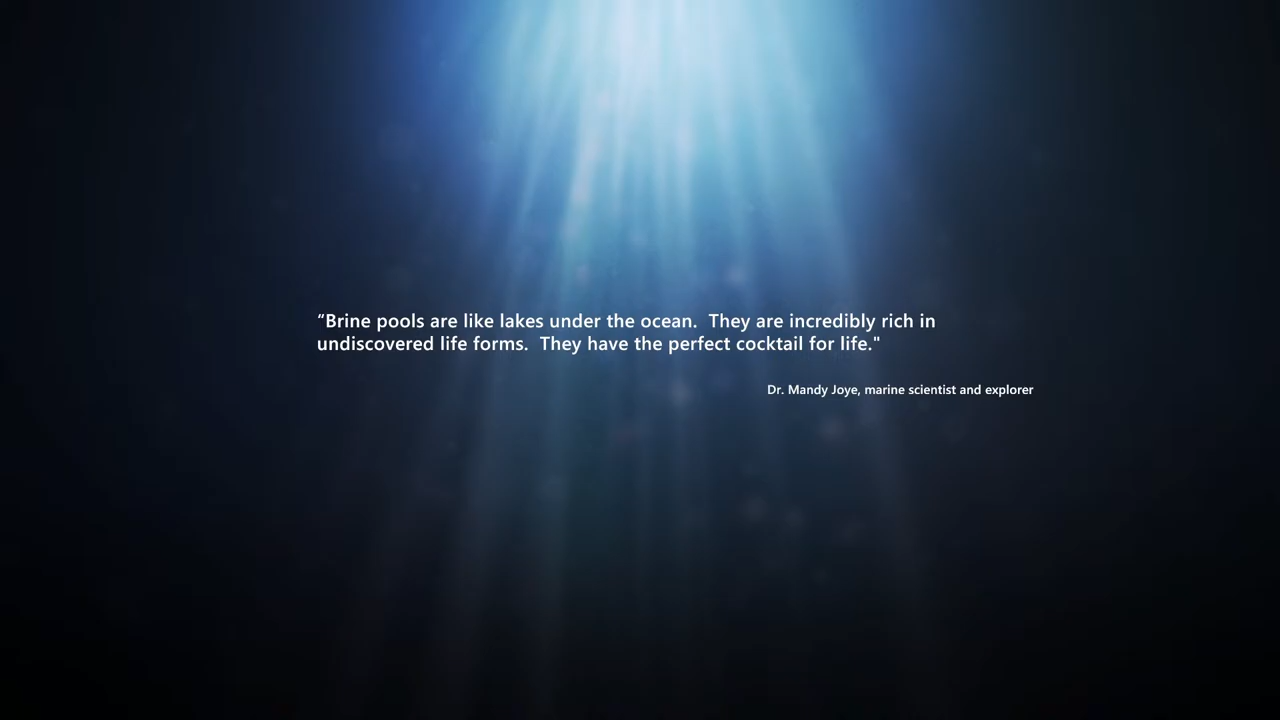 “Brine pools are like lakes under the ocean.  They are incredibly rich in
undiscovered life forms.  They have the perfect cocktail for life."
Dr. Mandy Joye, marine scientist and explorer